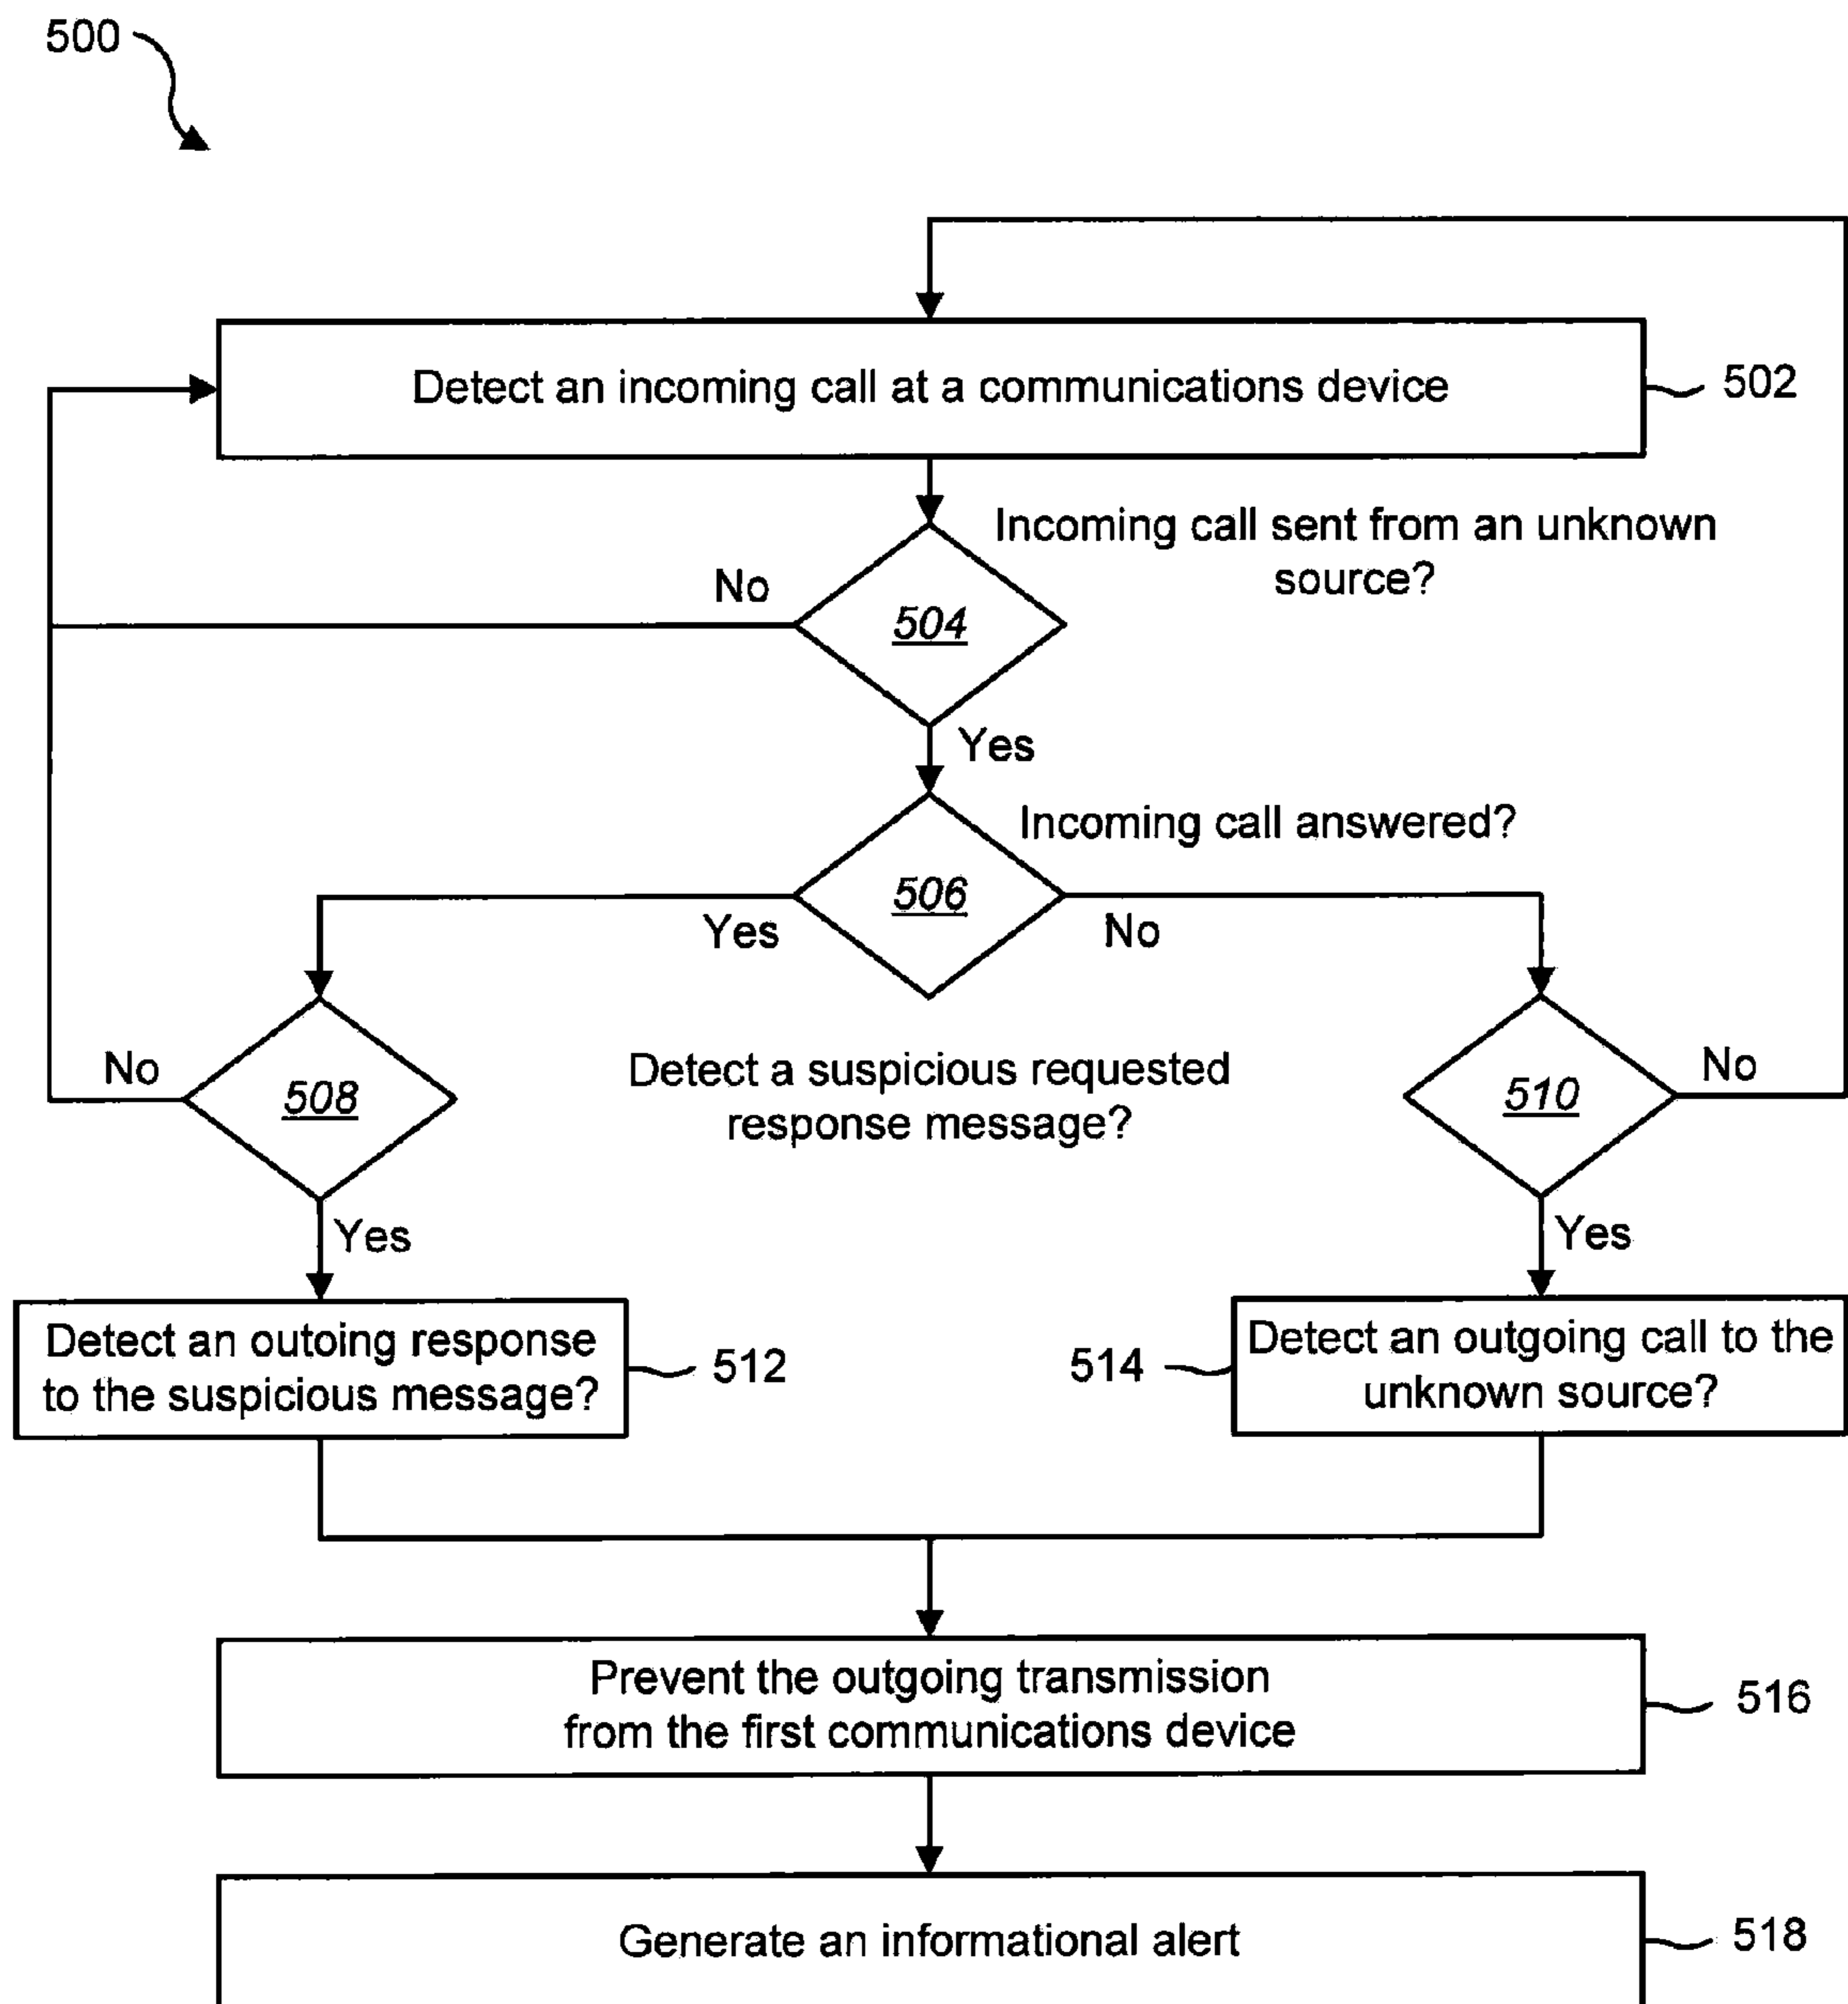 500
Detect an incoming call at a communications device
502
Incoming call sent from an unknown
source?
No
504
Yes
Incoming call answered?
506
Yes
No
No
508
Detect a suspicious requested
response message?
510
No
Yes
Yes
Detect an outoing response
to the suspicious message?
512
514
Detect an outgoing call to the
unknown source?
Prevent the outgoing transmission
from the first communications device
516
Generate an informational alert
518